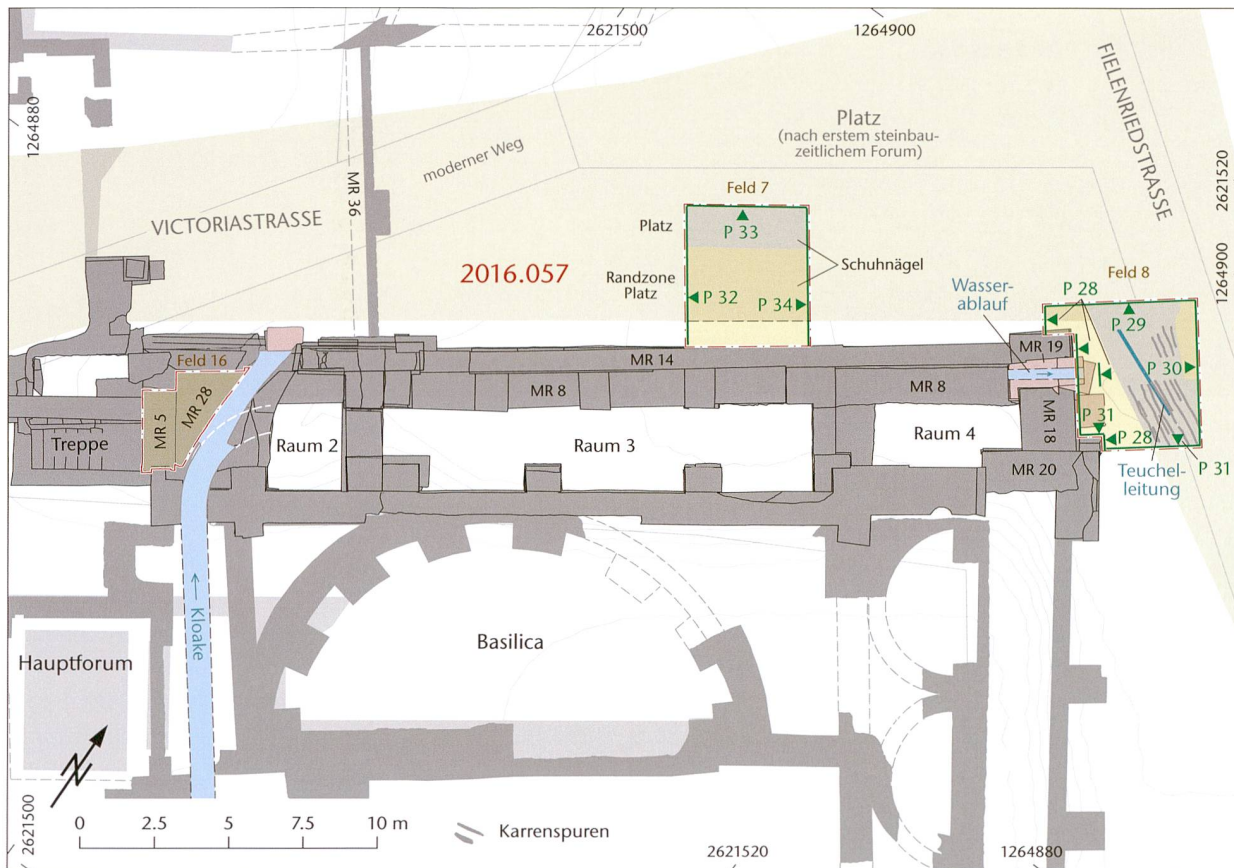 2621500
1264900
1264880
FIELENRIEDSTRASSE
Platz
(nach erstem steinbau-
zeitlichem Forum)
moderner Weg
MR 36
VICTORIASTRASSE
2621520
Feld 7
Platz
P 33
Schuhnägel
2016.057
Randzone
Platz
P 32
P 34
1264900
Wasser-
ablauf
Feld 8
P 28
P 29
P 30
Feld 16
MR 14
MR 19
MR 5
MR 28
MR 8
MR 8
MR 18
Treppe
Raum 2
Raum 3
Raum 4
P 31
P 28
P 31
MR 20
Teuchel-
leitung
Kloake
Hauptforum
Basilica
N
2621500
0 2.5 5 7.5 10 m
Karrenspuren
2621520
1264880